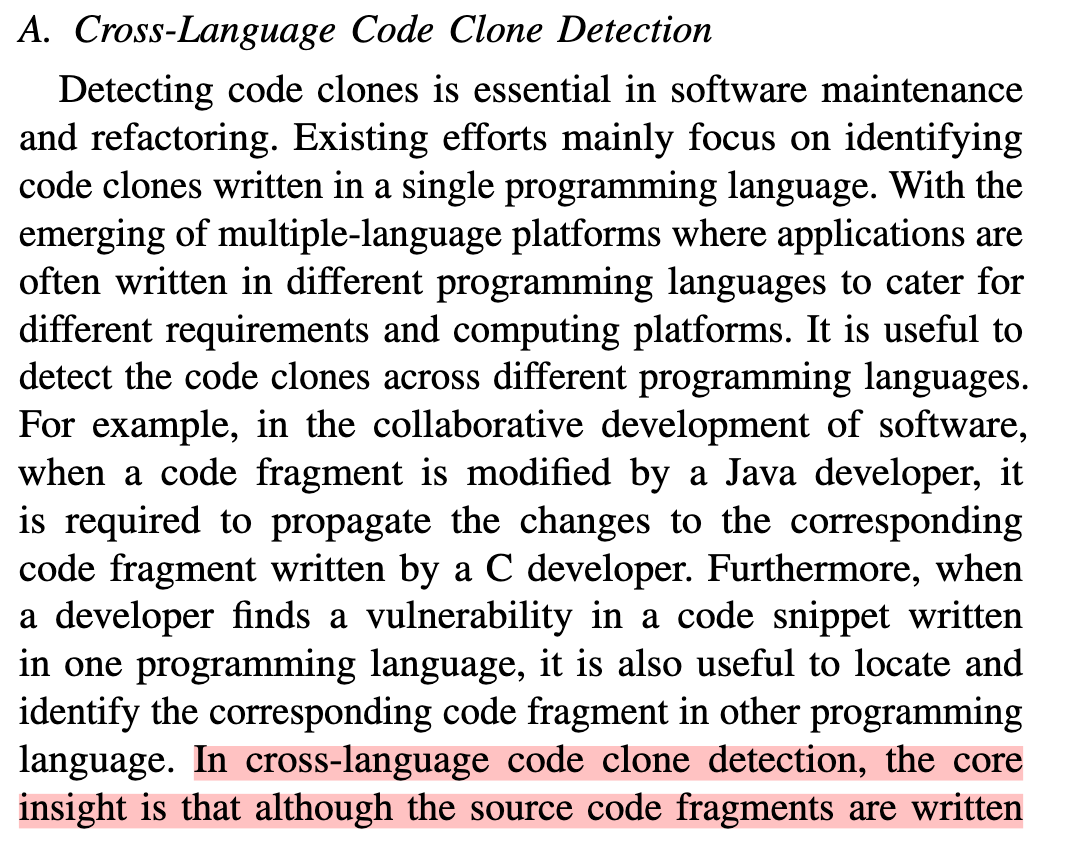 A. Cross-Language Code Clone Detection
Detecting code clones is essential in software maintenance
and refactoring. Existing efforts mainly focus on identifying
code clones written in a single programming language. With the
emerging of multiple-language platforms where applications are
often written in different programming languages to cater for
different requirements and computing platforms. It is useful to
detect the code clones across different programming languages.
For example, in the collaborative development of software,
when a code fragment is modified by a Java developer, it
is required to propagate the changes to the corresponding
code fragment written by a C developer. Furthermore, when
a developer finds a vulnerability in a code snippet written
in one programming language, it is also useful to locate and
identify the corresponding code fragment in other programming
language. In cross-language code clone detection, the core
insight is that although the source code fragments are written